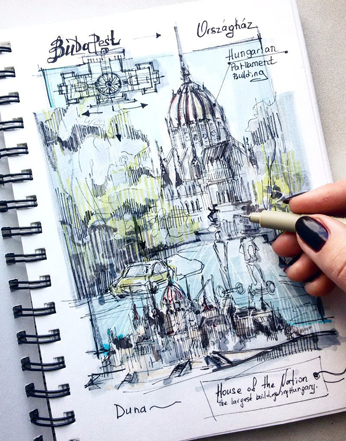 BudaPest
Országház
Hungarian
Parliament
Building
Duna
House of the Nation
the largest building in Hungary.